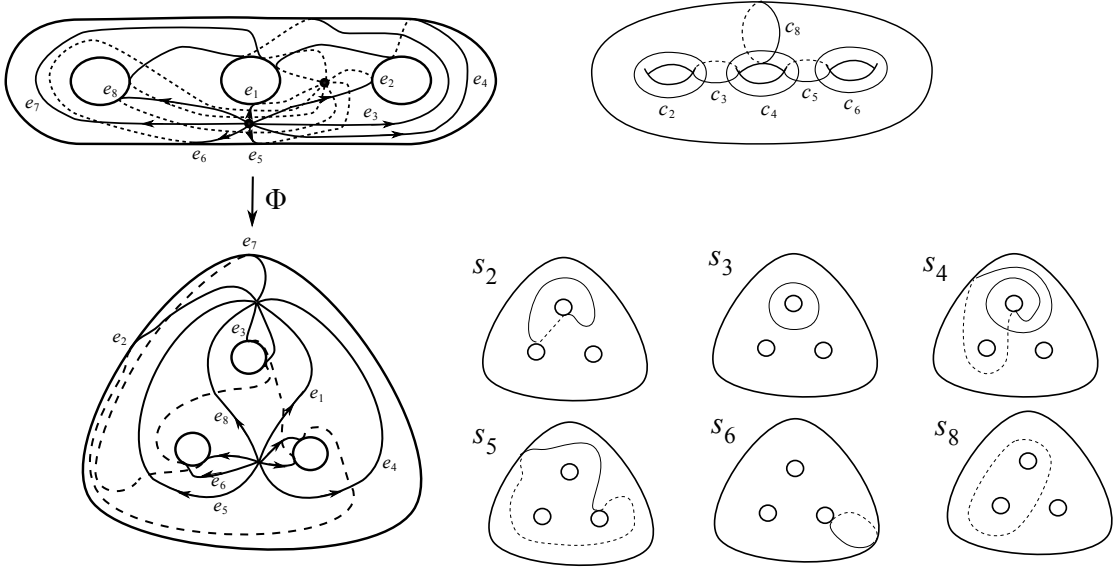 e₈
e₁
e₂
e₄
e₇
e₃
e₆
e₅
c₈
c₂
c₃
c₄
c₅
c₆
Φ
e₇
e₂
e₃
e₁
e₈
e₄
e₆
e₅
s₂
s₃
s₄
s₅
s₆
s₈